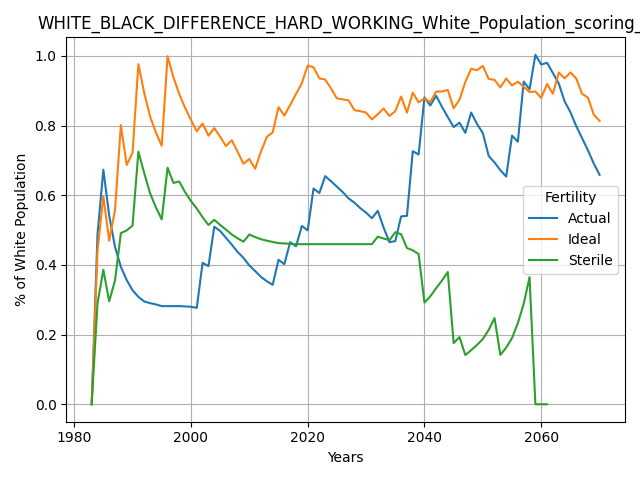 WHITE_BLACK_DIFFERENCE_HARD_WORKING_White_Population_scoring_
1.0
0.8
0.6
0.4
0.2
0.0
% of White Population
Fertility
Actual
Ideal
Sterile
1980 2000 2020 2040 2060
Years